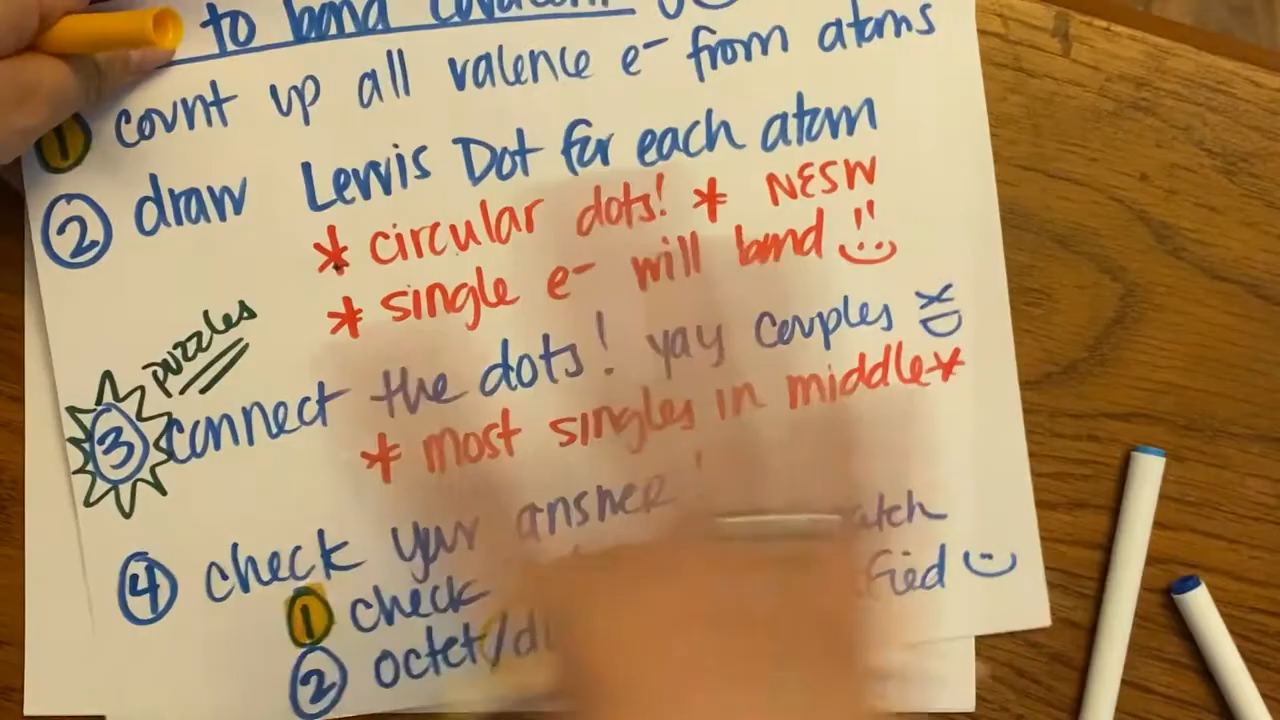 to bond
① count up all valence e⁻ from atoms
② draw Lewis Dot for each atom
* circular dots! * NESW
* single e⁻ will bond
puzzles
③ connect the dots! yay couples XD
* most singles in middle*
④ check your answer!
① check
② octet/